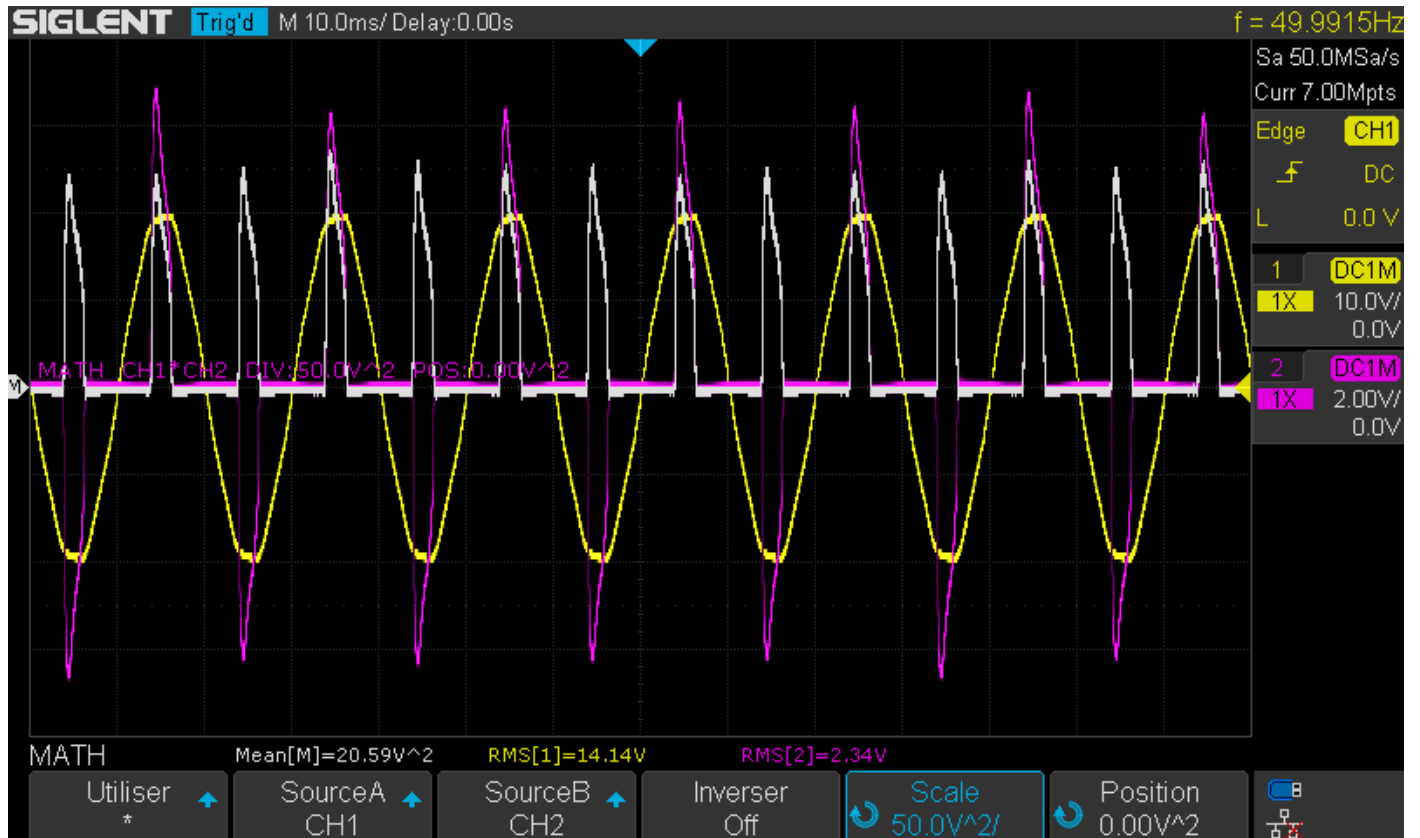 SIGLENT Trig'd M 10.0ms/ Delay:0.00s f = 49.9915Hz
Sa 50.0MSa/s
Curr 7.00Mpts
Edge CH1
DC
L 0.0 V
1 DC1M
1X 10.0V/
0.0V
2 DC1M
1X 2.00V/
0.0V
M MATH CH1*CH2 DIV:50.0V^2 POS:0.00V^2
MATH Mean[M]=20.59V^2 RMS[1]=14.14V RMS[2]=2.34V
Utiliser SourceA SourceB Inverser Scale Position
* CH1 CH2 Off 50.0V^2/ 0.00V^2